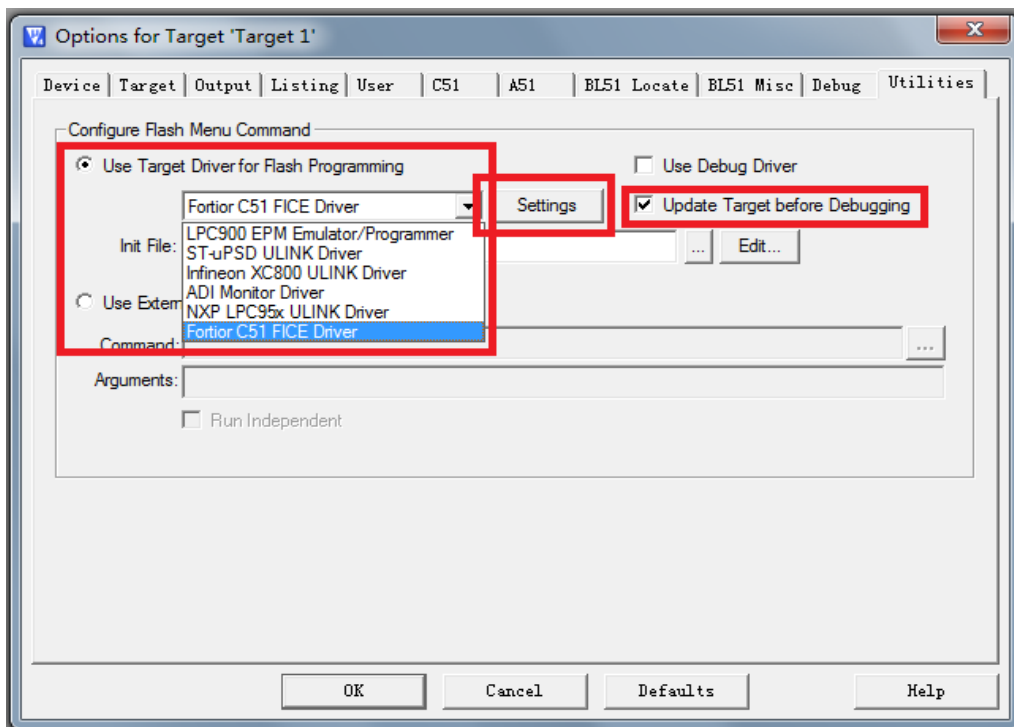 Options for Target 'Target 1'
Device Target Output Listing User C51 A51 BL51 Locate BL51 Misc Debug Utilities
Configure Flash Menu Command
Use Target Driver for Flash Programming Use Debug Driver
Fortior C51 FICE Driver Settings Update Target before Debugging
LPC900 EPM Emulator/Programmer
Init File: ... Edit...
ST-uPSD ULINK Driver
Infineon XC800 ULINK Driver
ADI Monitor Driver
Use Extern
NXP LPC95x ULINK Driver
Fortior C51 FICE Driver
Command: ...
Arguments:
Run Independent
OK Cancel Defaults Help